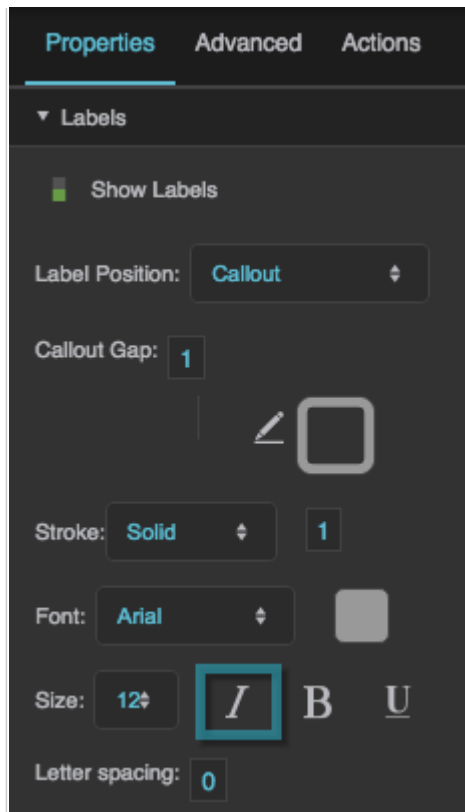 Properties Advanced Actions
Labels
Show Labels
Label Position: Callout
Callout Gap: 1
Stroke: Solid 1
Font: Arial
Size: 12 I B U
Letter spacing: 0